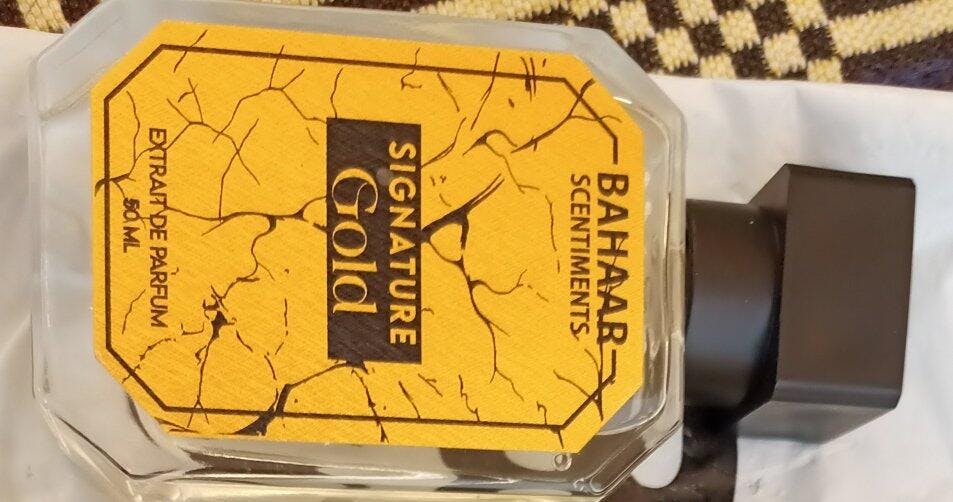 BAHAAR
SCENTIMENTS
SIGNATURE
Gold
EXTRAIT DE PARFUM
50 ML